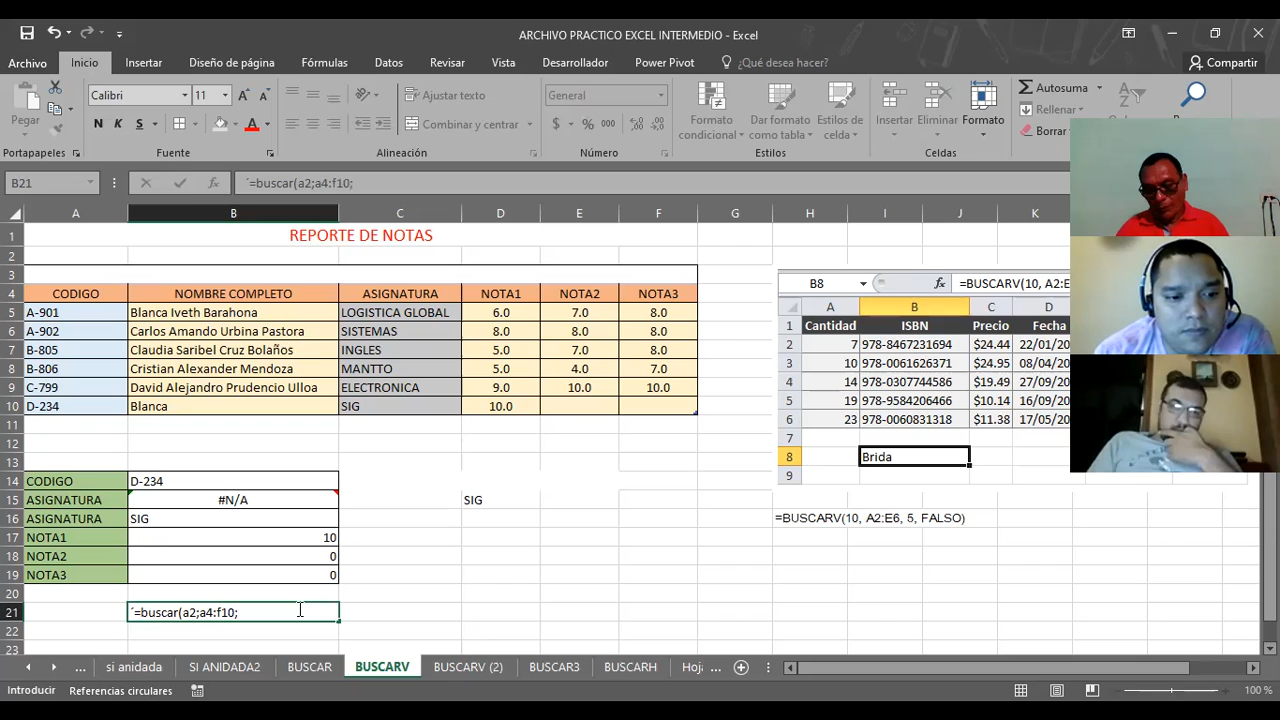 ARCHIVO PRACTICO EXCEL INTERMEDIO - Excel
Archivo Inicio Insertar Diseño de página Fórmulas Datos Vista Revisar Desarrollador Power Pivot ¿Qué desea hacer? Compartir
Calibri 11 Ajustar texto General Autosuma
Pegar Formato condicional Dar formato como tabla Estilos de celda Insertar Eliminar Formato Rellenar
N K S Combinar y centrar $ % 000 Borrar
Portapapeles Fuente Alineación Número Estilos Celdas
B21 fx ´=buscar(a2;a4:f10;
A B C D E F G H I J K
1 REPORTE DE NOTAS
2
3 B8 fx =BUSCARV(10, A2:E
4 CODIGO NOMBRE COMPLETO ASIGNATURA NOTA1 NOTA2 NOTA3
5 A-901 Blanca Iveth Barahona LOGISTICA GLOBAL 6.0 7.0 8.0
6 A-902 Carlos Amando Urbina Pastora SISTEMAS 8.0 8.0 8.0
7 B-805 Claudia Saribel Cruz Bolaños INGLES 5.0 7.0 8.0
8 B-806 Cristian Alexander Mendoza MANTTO 5.0 4.0 7.0
9 C-799 David Alejandro Prudencio Ulloa ELECTRONICA 9.0 10.0 10.0
10 D-234 Blanca SIG 10.0
11
12
13
14 CODIGO D-234
15 ASIGNATURA #N/A SIG
16 ASIGNATURA SIG
17 NOTA1 10
18 NOTA2 0
19 NOTA3 0
20
21 ´=buscar(a2;a4:f10;
22
23
A B C D
1 Cantidad ISBN Precio Fecha
2 7 978-8467231694 $24.44 22/01/20
3 10 978-0061626371 $24.95 08/04/20
4 14 978-0307744586 $19.49 27/09/20
5 19 978-9584206466 $10.14 16/09/20
6 23 978-0060831318 $11.38 17/05/20
7
8 Brida
9
=BUSCARV(10, A2:E6, 5, FALSO)
... si anidada SI ANIDADA2 BUSCAR BUSCARV BUSCARV (2) BUSCAR3 BUSCARH Hoja ...
Introducir Referencias circulares 100 %